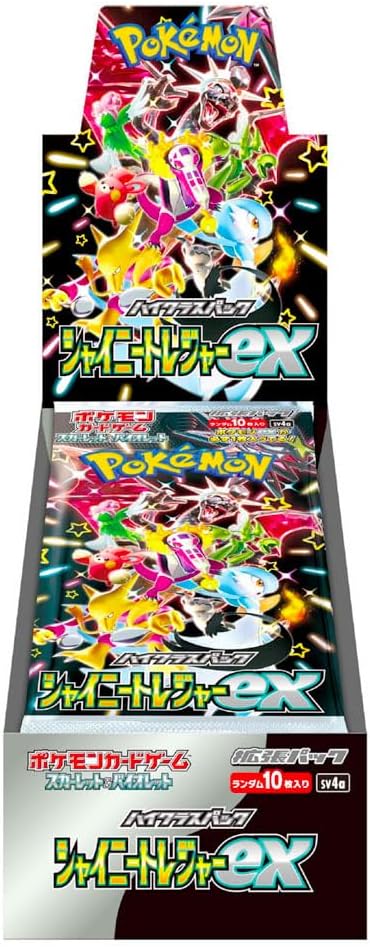 POKÉMON
ハイクラスパック
シャイニートレジャーex
ポケモンカードゲーム
スカーレット&バイオレット
拡張パック
ランダム10枚入り
sv4a
POKÉMON
ハイクラスパック
シャイニートレジャーex
ポケモンカードゲーム
スカーレット&バイオレット
拡張パック
ランダム10枚入り
sv4a
ハイクラスパック
シャイニートレジャーex